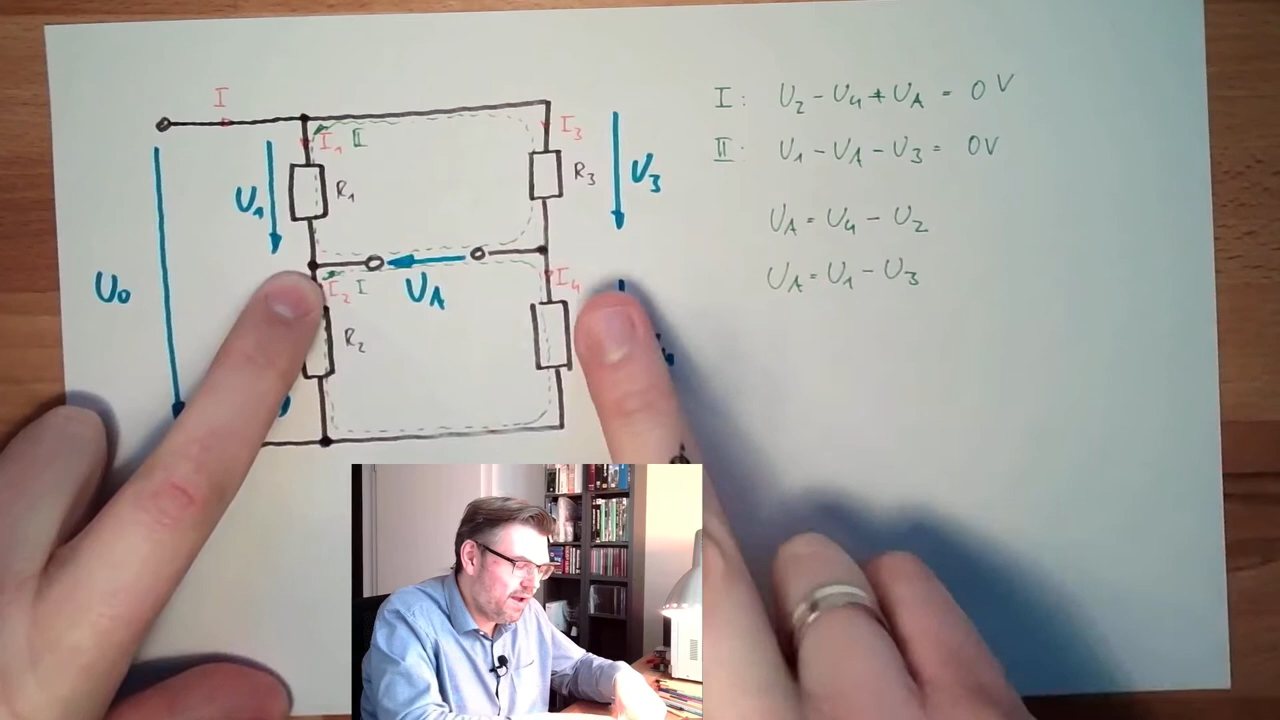 I
I₁
II
I₃
U₁
R₁
R₃
U₃
U₀
I₂
I
U_A
I₄
R₂
I: U₂ - U₄ + U_A = 0 V
II: U₁ - U_A - U₃ = 0V
U_A = U₄ - U₂
U_A = U₁ - U₃